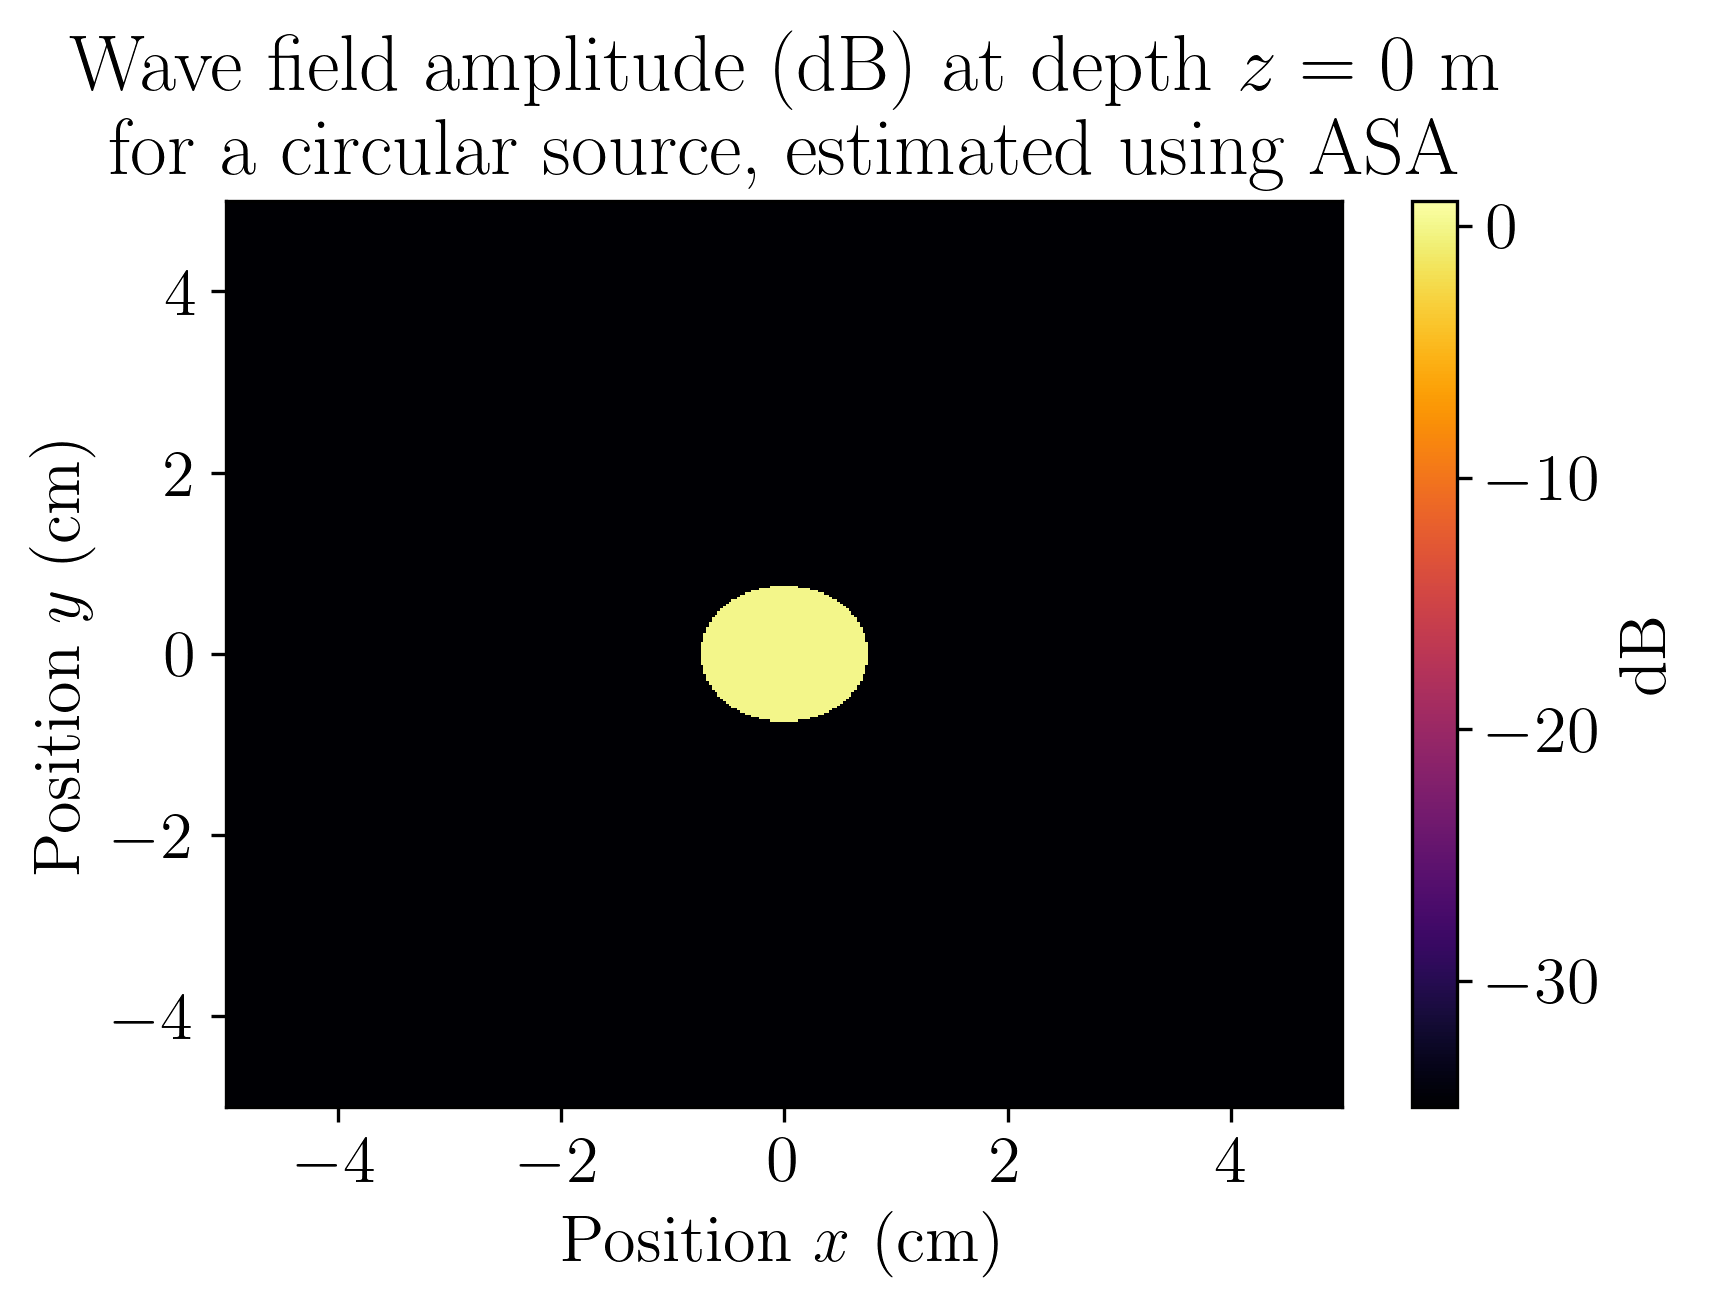 Wave field amplitude (dB) at depth z = 0 m
for a circular source, estimated using ASA
4
2
0
−2
−4
Position y (cm)
−4 −2 0 2 4
Position x (cm)
0
−10
−20
−30
dB